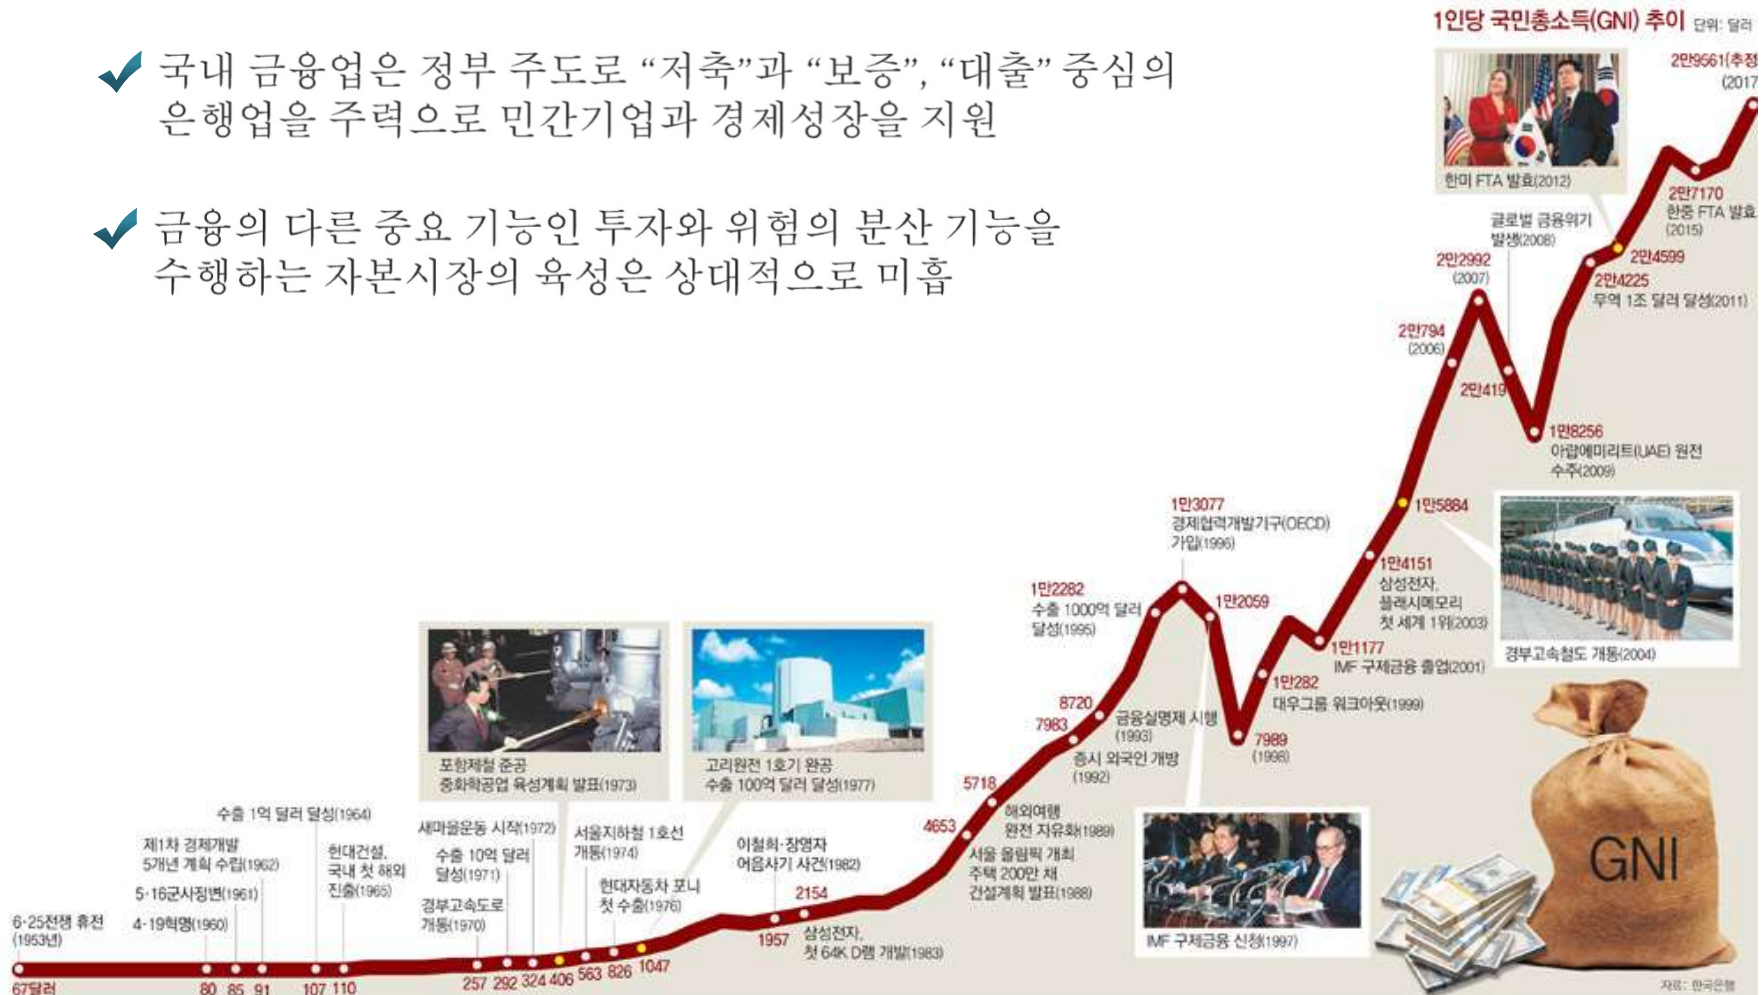 1인당 국민총소득(GNI) 추이 단위: 달러
국내 금융업은 정부 주도로 “저축”과 “보증”, “대출” 중심의
은행업을 주력으로 민간기업과 경제성장을 지원
금융의 다른 중요 기능인 투자와 위험의 분산 기능을
수행하는 자본시장의 육성은 상대적으로 미흡
6·25전쟁 휴전
(1953년)
67달러
4·19혁명(1960)
80
5·16군사정변(1961)
85
제1차 경제개발
5개년 계획 수립(1962)
91
수출 1억 달러 달성(1964)
107
현대건설,
국내 첫 해외
진출(1965)
110
경부고속도로
개통(1970)
257
수출 10억 달러
달성(1971)
292
새마을운동 시작(1972)
324
포항제철 준공
중화학공업 육성계획 발표(1973)
406
서울지하철 1호선
개통(1974)
563
현대자동차 포니
첫 수출(1976)
826
고리원전 1호기 완공
수출 100억 달러 달성(1977)
1047
이철희·장영자
어음사기 사건(1982)
1957
2154
삼성전자,
첫 64K D램 개발(1983)
4653
서울 올림픽 개최
주택 200만 채
건설계획 발표(1988)
5718
해외여행
완전 자유화(1989)
7983
증시 외국인 개방
(1992)
8720
금융실명제 시행
(1993)
1만2282
수출 1000억 달러
달성(1995)
1만3077
경제협력개발기구(OECD)
가입(1996)
1만2059
IMF 구제금융 신청(1997)
7989
(1998)
1만282
대우그룹 워크아웃(1999)
1만1177
IMF 구제금융 졸업(2001)
1만4151
삼성전자,
플래시메모리
첫 세계 1위(2003)
1만5884
경부고속철도 개통(2004)
2만794
(2006)
2만2992
(2007)
글로벌 금융위기
발생(2008)
2만419
1만8256
아랍에미리트(UAE) 원전
수주(2009)
2만4225
무역 1조 달러 달성(2011)
2만4599
한미 FTA 발효(2012)
2만7170
한중 FTA 발효
(2015)
2만9561(추정
(2017
GNI
자료: 한국은행